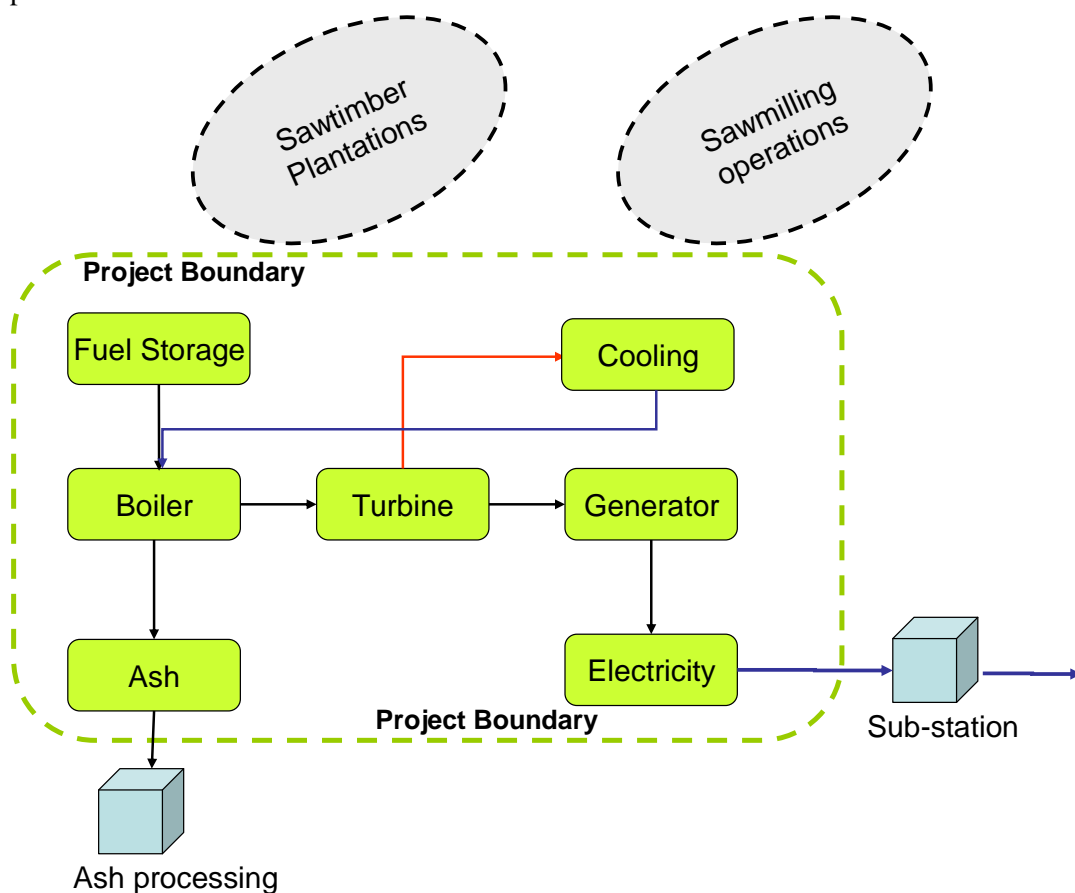 Sawtimber
Plantations
Sawmilling
operations
Project Boundary
Fuel Storage
Cooling
Boiler
Turbine
Generator
Ash
Electricity
Project Boundary
Sub-station
Ash processing